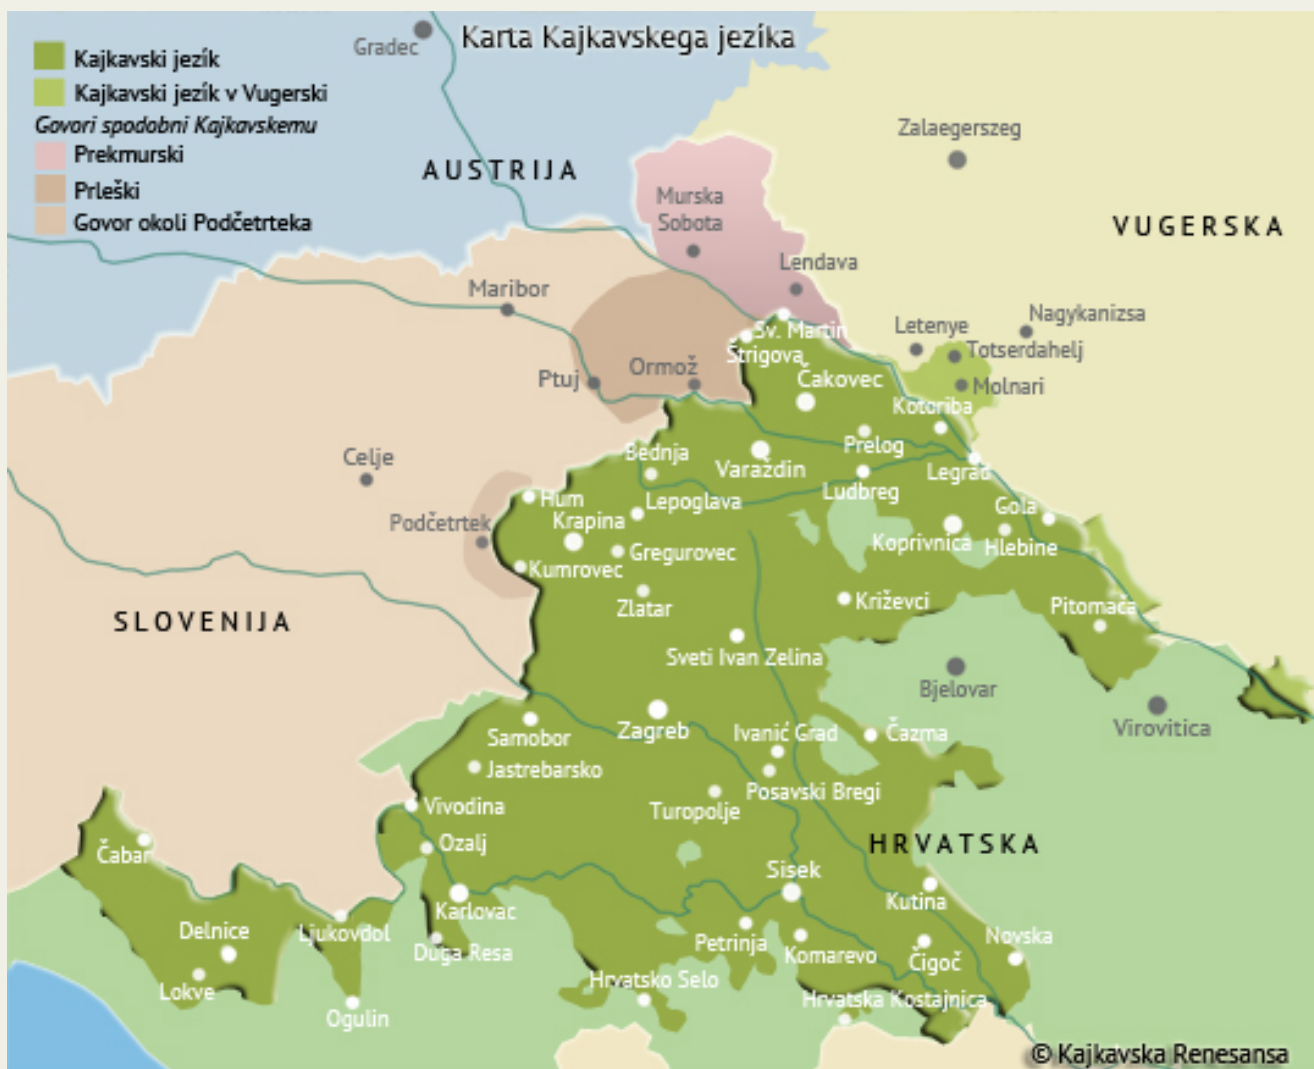 Karta Kajkavskega jezíka
Gradec
Kajkavski jezík
Kajkavski jezík v Vugerski
Govori spodobni Kajkavskemu
Prekmurski
Prleški
Govor okoli Podčetrteka
AUSTRIJA
Zalaegerszeg
VUGERSKA
Murska
Sobota
Lendava
Maribor
Nagykanizsa
Letenye
Sv. Martin
Štrigova
Totserdahelj
Ptuj
Ormož
Čakovec
Molnari
Kotoriba
Celje
Bednja
Varaždin
Prelog
Legrad
Hum
Lepoglava
Ludbreg
Gola
Podčetrtek
Krapina
Koprivnica
Hlebine
Gregurovec
Kumrovec
Zlatar
Križevci
Pitomača
SLOVENIJA
Sveti Ivan Zelina
Bjelovar
Zagreb
Ivanić Grad
Čazma
Virovitica
Samobor
Jastrebarsko
Posavski Bregi
Vivodina
Turopolje
Ozalj
HRVATSKA
Čabar
Sisek
Kutina
Karlovac
Delnice
Ljukovdol
Duga Resa
Petrinja
Komarevo
Čigoč
Novska
Lokve
Hrvatsko Selo
Hrvatska Kostajnica
Ogulin
© Kajkavska Renesansa